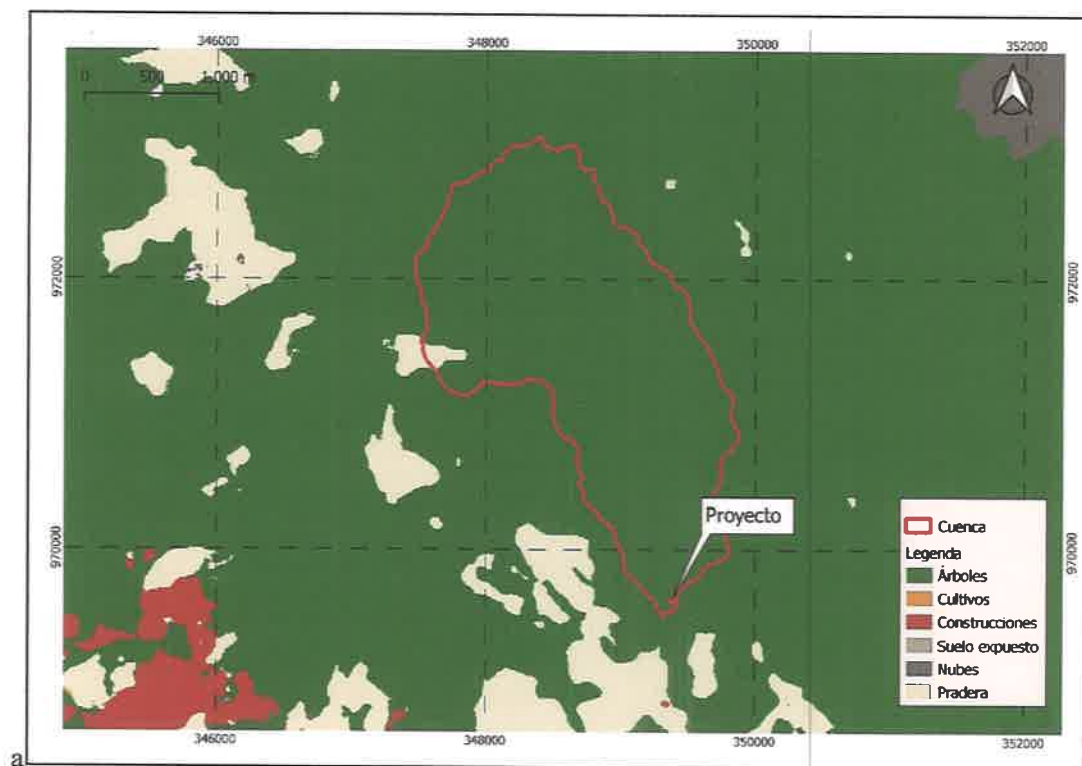 346000
348000
350000
352000
0 500 1,000 m
972000
972000
970000
970000
Proyecto
Cuenca
Legenda
Árboles
Cultivos
Construcciones
Suelo expuesto
Nubes
Pradera
346000
348000
350000
352000
a